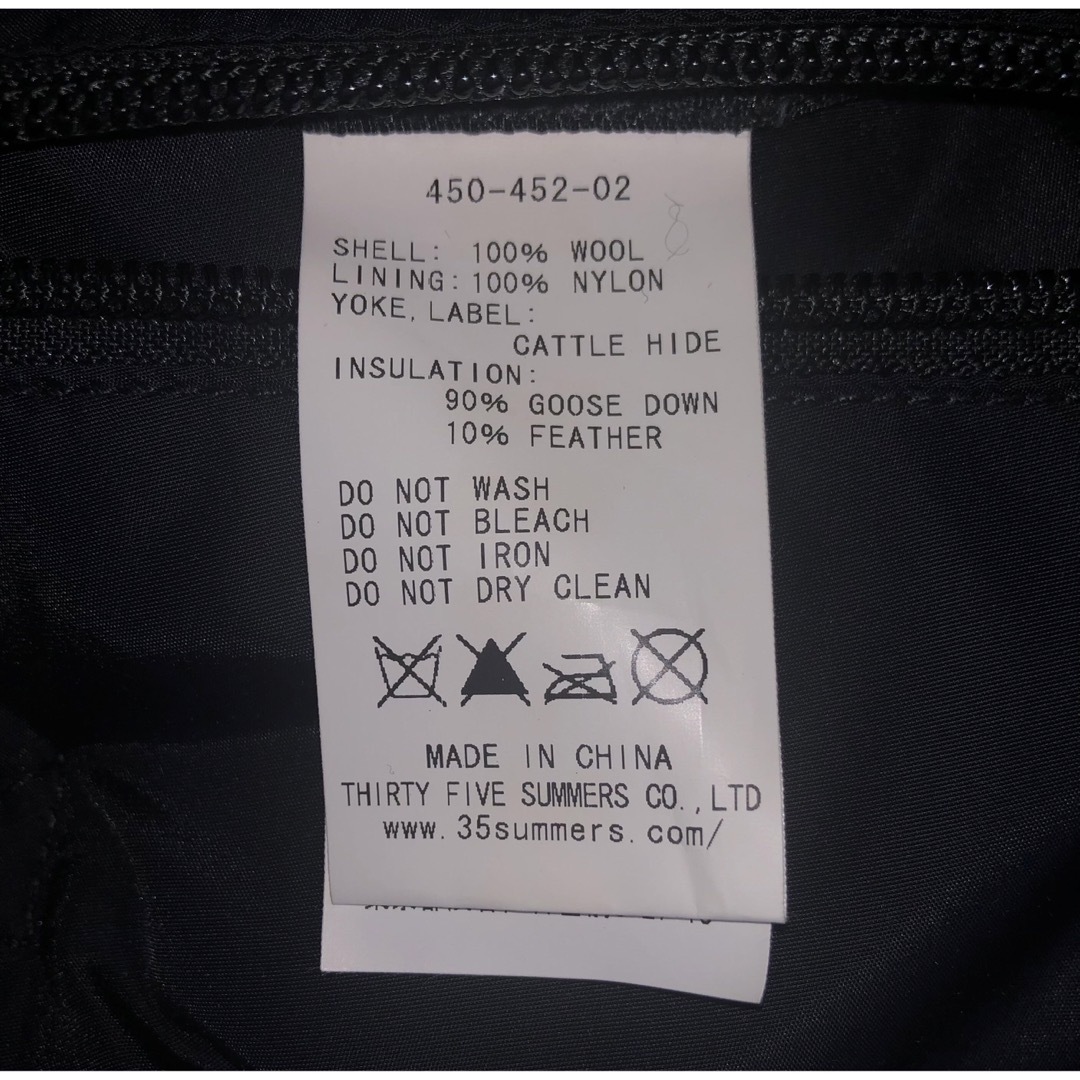 450-452-02
SHELL: 100% WOOL
LINING: 100% NYLON
YOKE, LABEL:
CATTLE HIDE
INSULATION:
90% GOOSE DOWN
10% FEATHER
DO NOT WASH
DO NOT BLEACH
DO NOT IRON
DO NOT DRY CLEAN
MADE IN CHINA
THIRTY FIVE SUMMERS CO.,LTD
www.35summers.com/